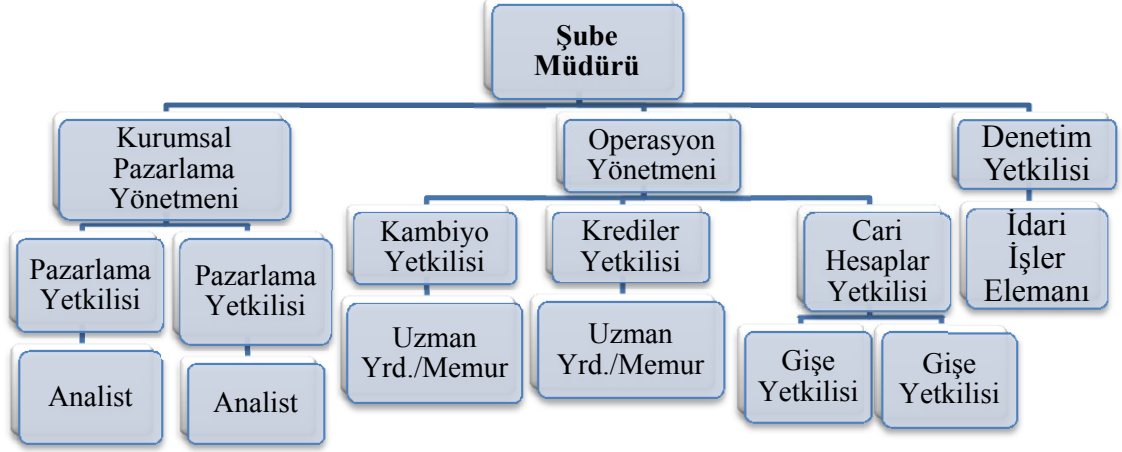 Şube
Müdürü
Kurumsal
Pazarlama
Yönetmeni
Operasyon
Yönetmeni
Denetim
Yetkilisi
Pazarlama
Yetkilisi
Pazarlama
Yetkilisi
Kambiyo
Yetkilisi
Krediler
Yetkilisi
Cari
Hesaplar
Yetkilisi
İdari
İşler
Elemanı
Analist
Analist
Uzman
Yrd./Memur
Uzman
Yrd./Memur
Gişe
Yetkilisi
Gişe
Yetkilisi